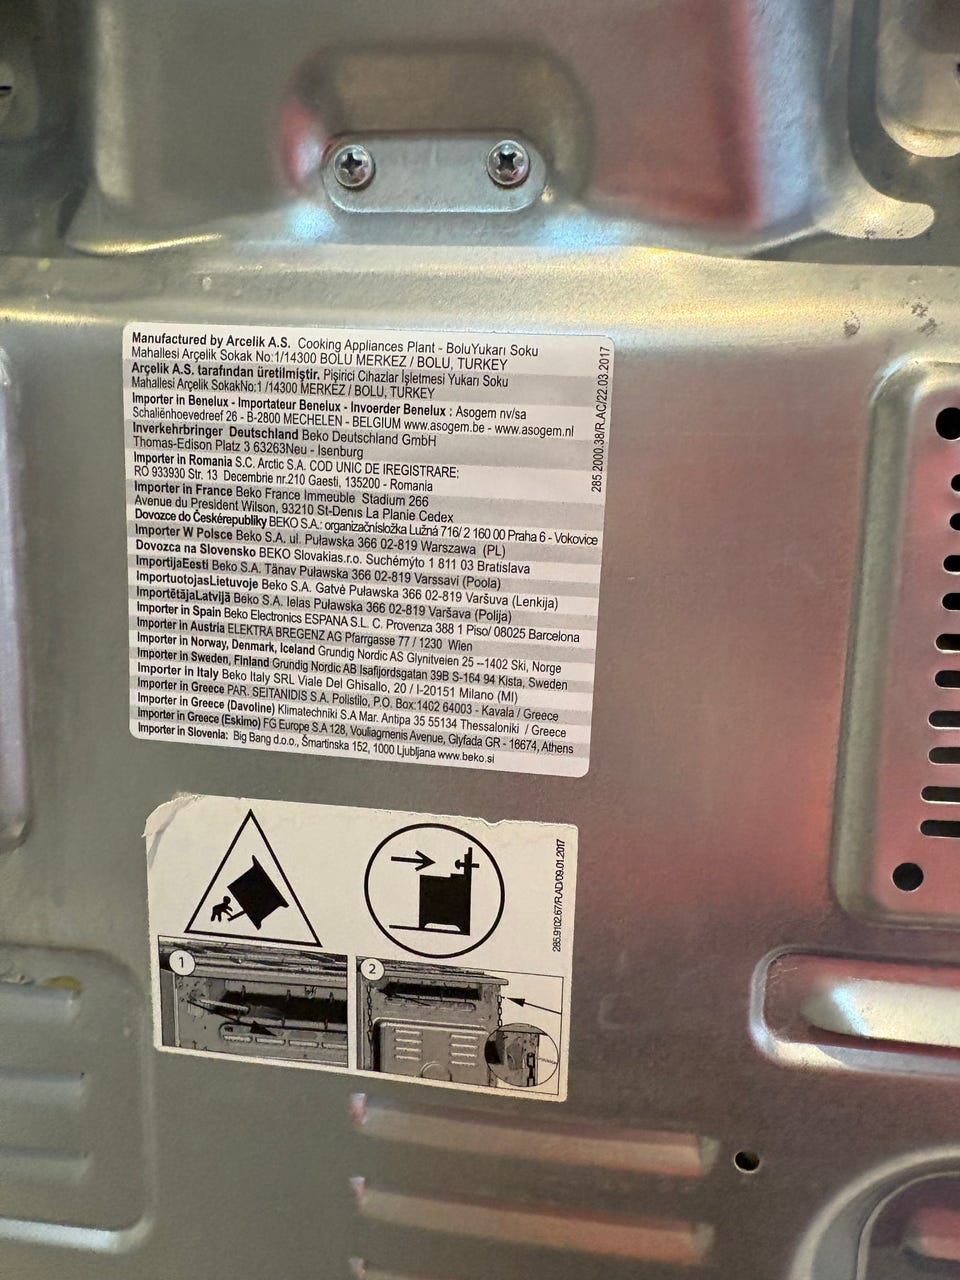 Manufactured by Arcelik A.S. Cooking Appliances Plant - BoluYukarı Soku
Mahallesi Arçelik Sokak No:1/14300 BOLU MERKEZ / BOLU, TURKEY
Arçelik A.S. tarafından üretilmiştir. Pişirici Cihazlar İşletmesi Yukarı Soku
Mahallesi Arçelik SokakNo;1 /14300 MERKEZ / BOLU, TURKEY
Importer in Benelux - Importateur Benelux - Invoerder Benelux : Asogem nv/sa
Schaliënhoevedreef 26 - B-2800 MECHELEN - BELGIUM www.asogem.be - www.asogem.nl
Inverkehrbringer Deutschland Beko Deutschland GmbH
Thomas-Edison Platz 3 63263Neu - Isenburg
Importer in Romania S.C. Arctic S.A. COD UNIC DE IREGISTRARE:
RO 933930 Str. 13 Decembrie nr.210 Gaesti, 135200 - Romania
Importer in France Beko France Immeuble Stadium 266
Avenue du President Wilson, 93210 St-Denis La Planie Cedex
Dovozce do Českérepubliky BEKO S.A.: organizačnísložka Lužná 716/ 2 160 00 Praha 6 - Vokovice
Importer W Polsce Beko S.A. ul. Puławska 366 02-819 Warszawa (PL)
Dovozca na Slovensko BEKO Slovakias.r.o. Suchémýto 1 811 03 Bratislava
ImportijaEesti Beko S.A. Tänav Puławska 366 02-819 Varssavi (Poola)
ImportuotojasLietuvoje Beko S.A. Gatvė Puławska 366 02-819 Varšuva (Lenkija)
ImportētājaLatvijā Beko S.A. Ielas Puławska 366 02-819 Varšava (Polija)
Importer in Spain Beko Electronics ESPANA S.L. C. Provenza 388 1 Piso/ 08025 Barcelona
Importer in Austria ELEKTRA BREGENZ AG Pfarrgasse 77 / 1230 Wien
Importer in Norway, Denmark, Iceland Grundig Nordic AS Glynitveien 25 --1402 Ski, Norge
Importer in Sweden, Finland Grundig Nordic AB Isafjordsgatan 39B S-164 94 Kista, Sweden
Importer in Italy Beko Italy SRL Viale Del Ghisallo, 20 / I-20151 Milano (MI)
Importer in Greece PAR. SEITANIDIS S.A. Polistilo, P.O. Box:1402 64003 - Kavala / Greece
Importer in Greece (Davoline) Klimatechniki S.A Mar. Antipa 35 55134 Thessaloniki / Greece
Importer in Greece (Eskimo) FG Europe S.A 128, Vouliagmenis Avenue, Glyfada GR - 16674, Athens
Importer in Slovenia: Big Bang d.o.o., Šmartinska 152, 1000 Ljubljana www.beko.si
285.2000.38/R.AG/22.03.2017
285.9102.67/R.AD/09.01.2017
1
2